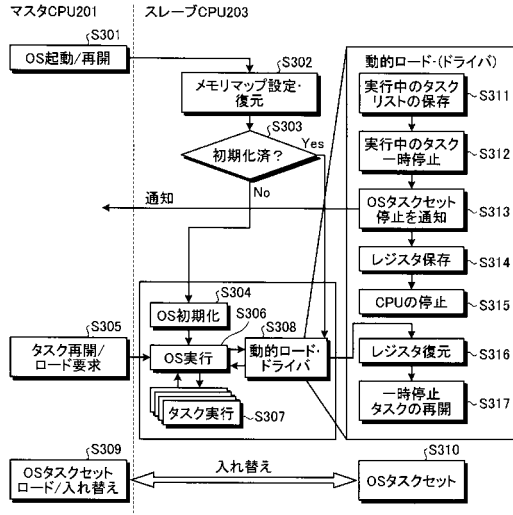 マスタCPU201
スレーブCPU203
S301
OS起動/再開
S302
メモリマップ設定・
復元
S303
初期化済?
Yes
No
通知
S304
OS初期化
S305
タスク再開/
ロード要求
S306
OS実行
S307
タスク実行
S308
動的ロード・
ドライバ
S309
OSタスクセット
ロード/入れ替え
入れ替え
S310
OSタスクセット
動的ロード・(ドライバ)
S311
実行中のタスク
リストの保存
S312
実行中のタスク
一時停止
S313
OSタスクセット
停止を通知
S314
レジスタ保存
S315
CPUの停止
S316
レジスタ復元
S317
一時停止
タスクの再開